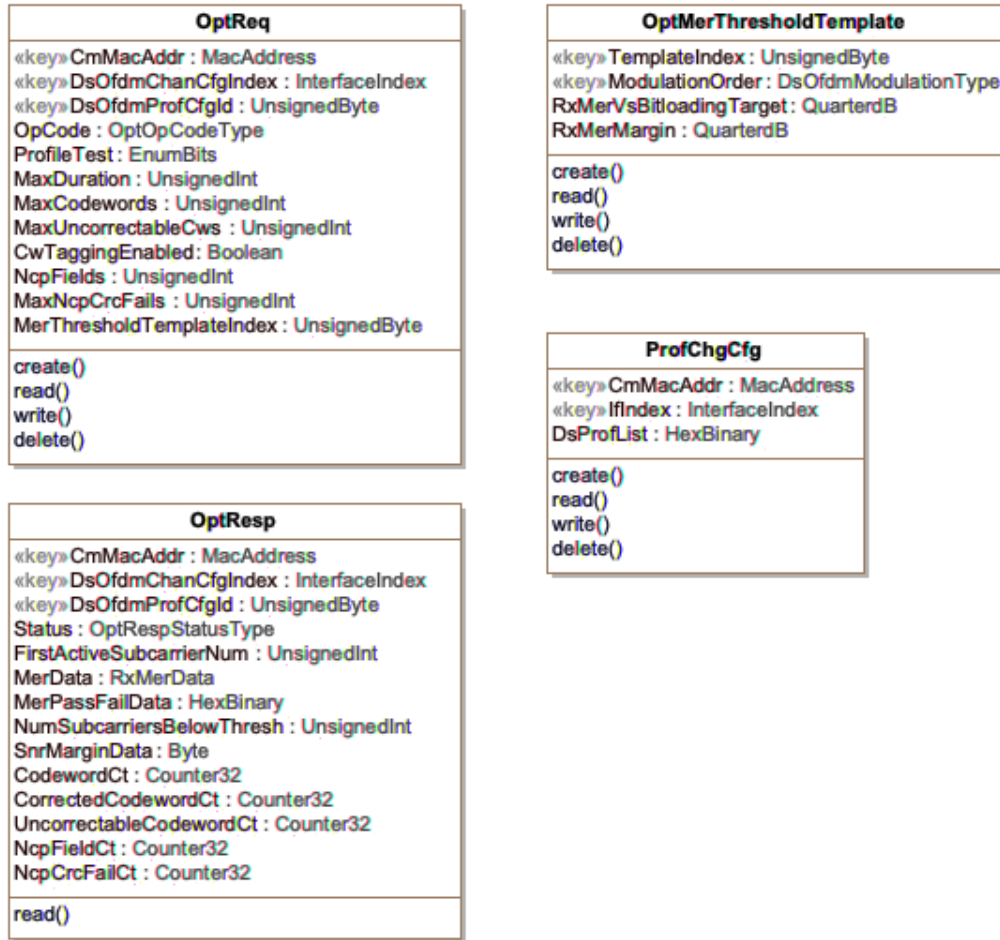 OptReq
«key»CmMacAddr : MacAddress
«key»DsOfdmChanCfgIndex : InterfaceIndex
«key»DsOfdmProfCfgId : UnsignedByte
OpCode : OptOpCodeType
ProfileTest : EnumBits
MaxDuration : UnsignedInt
MaxCodewords : UnsignedInt
MaxUncorrectableCws : UnsignedInt
CwTaggingEnabled: Boolean
NcpFields : UnsignedInt
MaxNcpCrcFails : UnsignedInt
MerThresholdTemplateIndex : UnsignedByte
create()
read()
write()
delete()
OptResp
«key»CmMacAddr : MacAddress
«key»DsOfdmChanCfgIndex : InterfaceIndex
«key»DsOfdmProfCfgId : UnsignedByte
Status : OptRespStatusType
FirstActiveSubcarrierNum : UnsignedInt
MerData : RxMerData
MerPassFailData : HexBinary
NumSubcarriersBelowThresh : UnsignedInt
SnrMarginData : Byte
CodewordCt : Counter32
CorrectedCodewordCt : Counter32
UncorrectableCodewordCt : Counter32
NcpFieldCt : Counter32
NcpCrcFailCt : Counter32
read()
OptMerThresholdTemplate
«key»TemplateIndex : UnsignedByte
«key»ModulationOrder : DsOfdmModulationType
RxMerVsBitloadingTarget : QuarterdB
RxMerMargin : QuarterdB
create()
read()
write()
delete()
ProfChgCfg
«key»CmMacAddr : MacAddress
«key»IfIndex : InterfaceIndex
DsProfList : HexBinary
create()
read()
write()
delete()